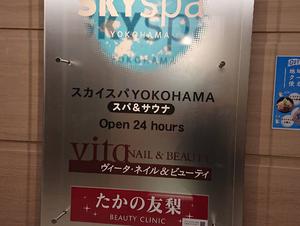 SKYspa
YOKOHAMA
スカイスパYOKOHAMA
スパ&サウナ
Open 24 hours
vita NAIL & BEAUTY
ヴィータ・ネイル&ビューティ
たかの友梨
BEAUTY CLINIC